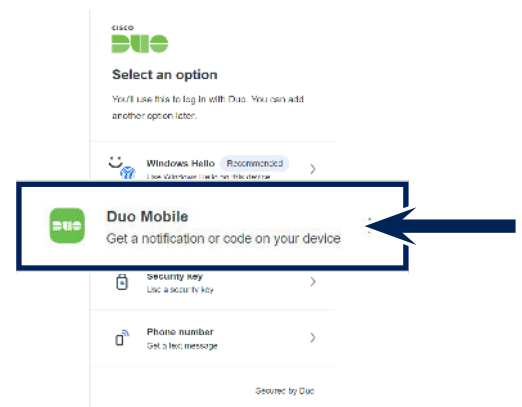 CISCO
DUO
Select an option
You'll use this to log in with Duo. You can add
another option later.
Windows Hello Recommended
Use Windows Hello on this device
DUO
Duo Mobile
Get a notification or code on your device
Security key
Use a security key
Phone number
Get a text message
Secured by Duo